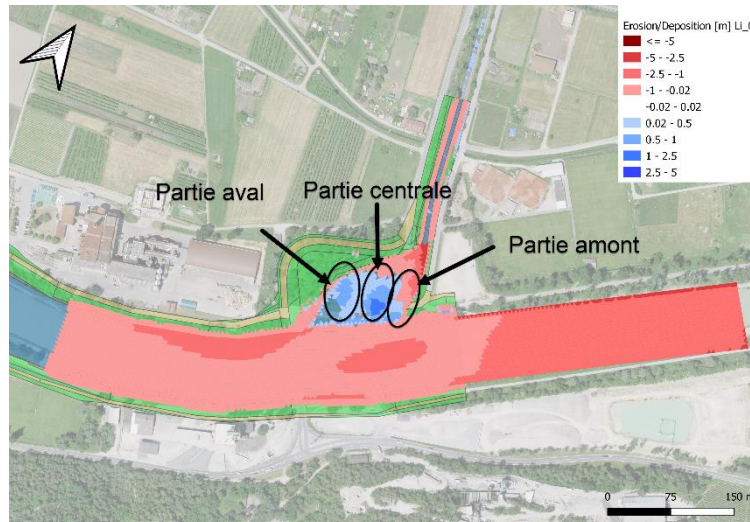 Erosion/Deposition [m] Li_0
<= -5
-5 - -2.5
-2.5 - -1
-1 - -0.02
-0.02 - 0.02
0.02 - 0.5
0.5 - 1
1 - 2.5
2.5 - 5
Partie centrale
Partie aval
Partie amont
0 75 150 m